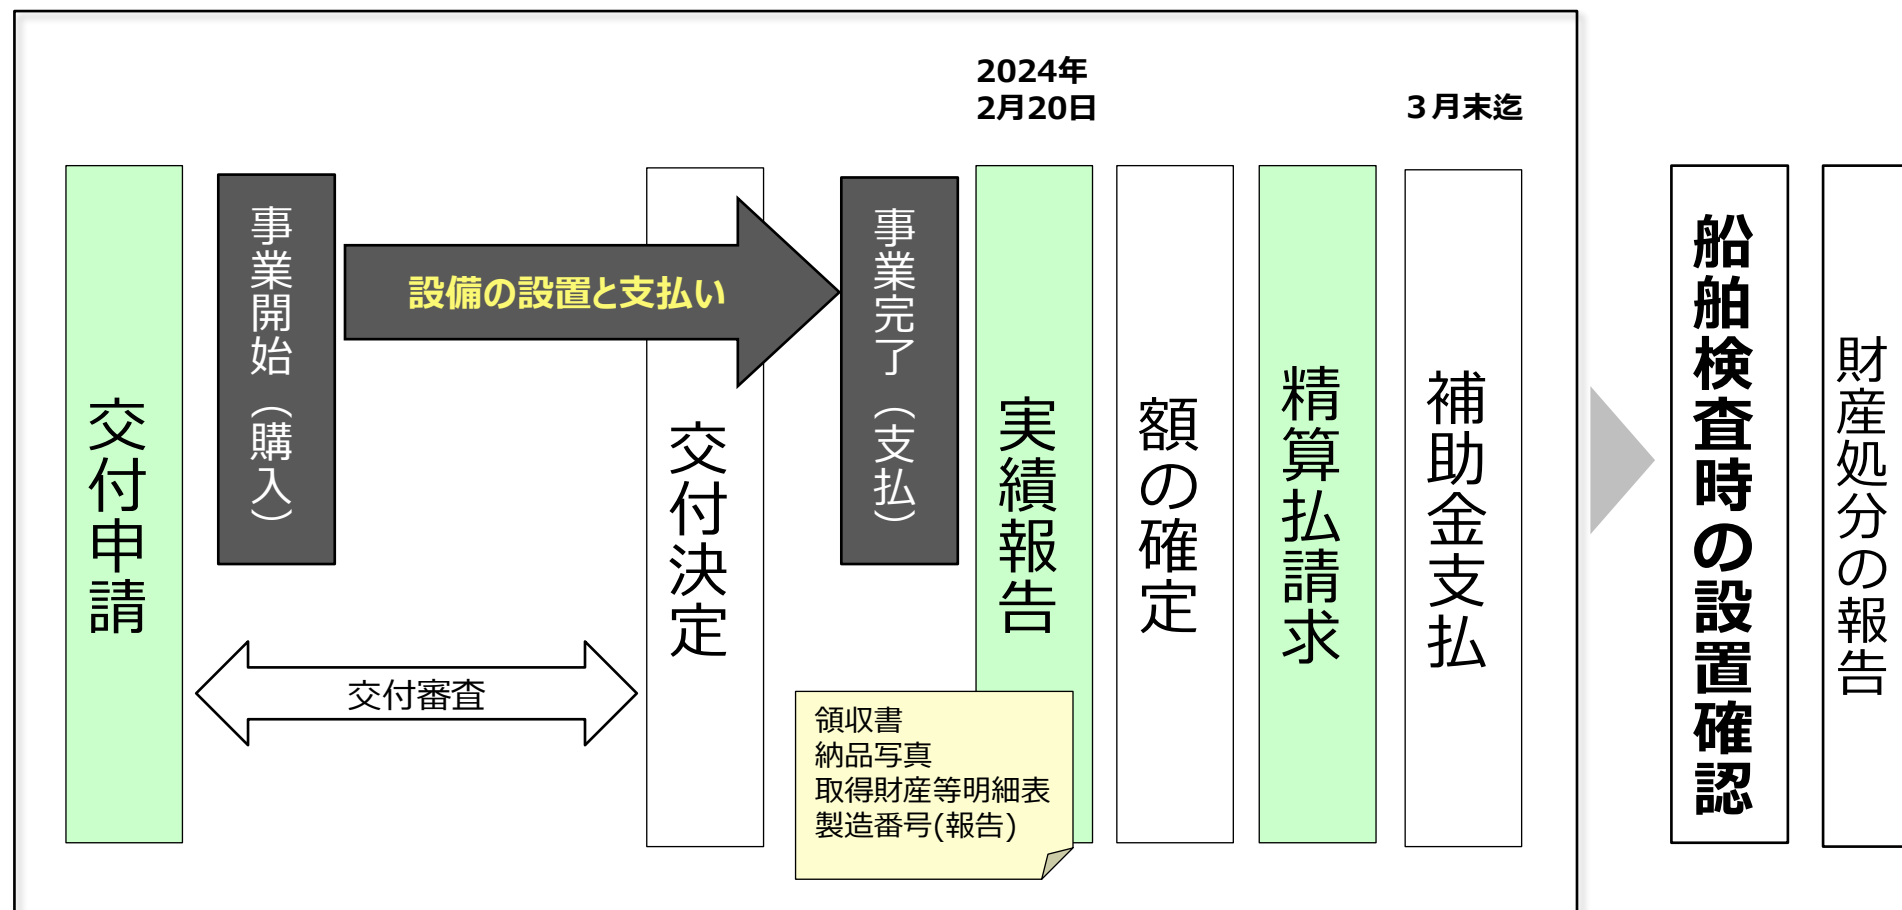 2024年
2月20日
3月末迄
交付申請
事業開始（購入）
設備の設置と支払い
交付審査
交付決定
事業完了（支払）
実績報告
領収書
納品写真
取得財産等明細表
製造番号(報告)
額の確定
精算払請求
補助金支払
船舶検査時の設置確認
財産処分の報告